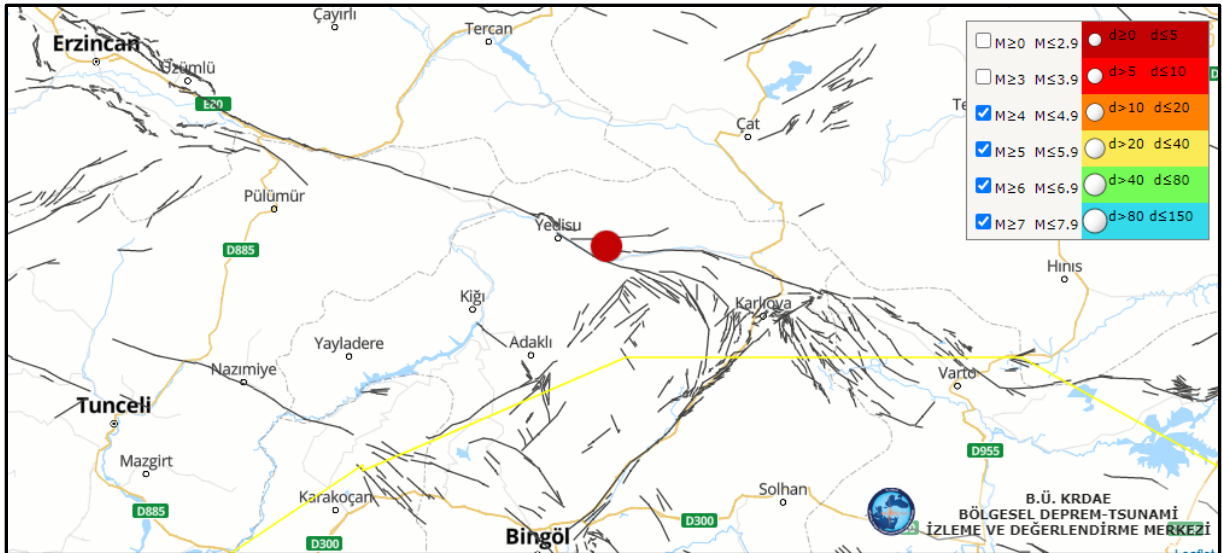 Çayırlı
Tercan
Erzincan
Üzümlü
E80
Çat
Pülümür
D885
Yedisu
Hınıs
Kiğı
Karlıova
Yayladere
Adaklı
Nazımiye
Varto
Tunceli
Mazgirt
D955
Karakoçan
Solhan
D885
D300
D300
Bingöl
M≥0 M≤2.9 d≥0 d≤5
M≥3 M≤3.9 d>5 d≤10
M≥4 M≤4.9 d>10 d≤20
M≥5 M≤5.9 d>20 d≤40
M≥6 M≤6.9 d>40 d≤80
M≥7 M≤7.9 d>80 d≤150
B.Ü. KRDAE
BÖLGESEL DEPREM-TSUNAMİ
İZLEME VE DEĞERLENDİRME MERKEZİ